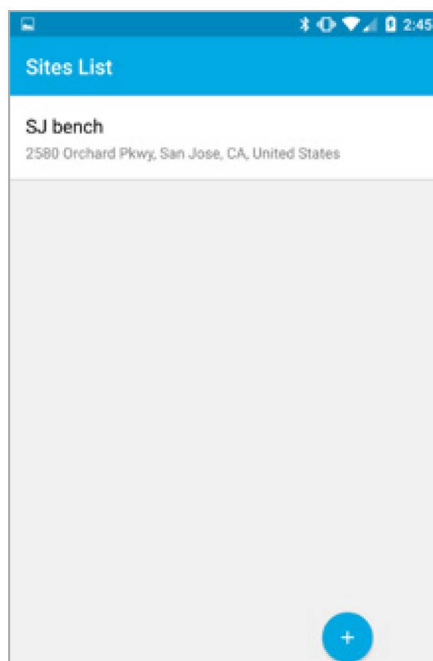 2:45
Sites List
SJ bench
2580 Orchard Pkwy, San Jose, CA, United States
+